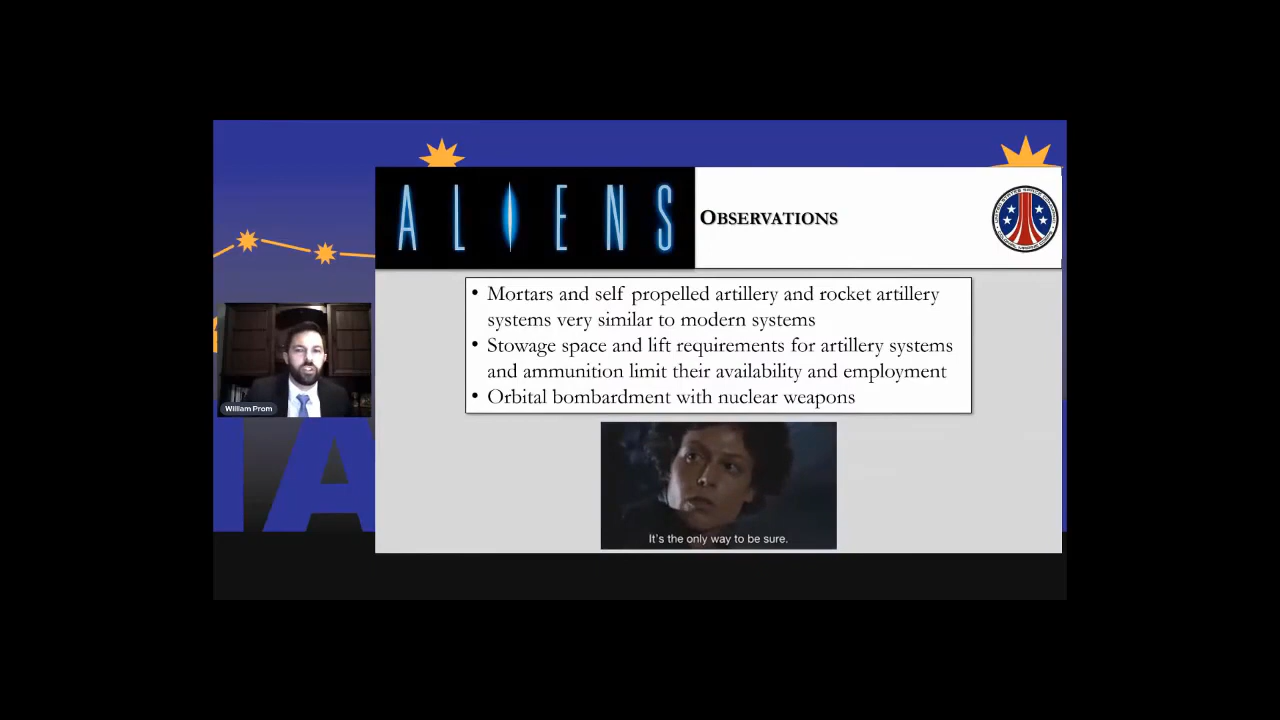 ALIENS
OBSERVATIONS
• Mortars and self propelled artillery and rocket artillery
systems very similar to modern systems
• Stowage space and lift requirements for artillery systems
and ammunition limit their availability and employment
• Orbital bombardment with nuclear weapons
William Prom
It's the only way to be sure.